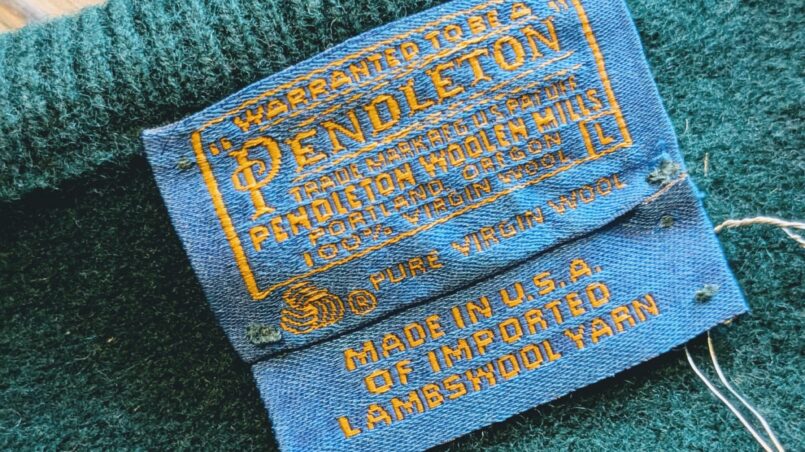 "WARRANTED TO BE A"
"PENDLETON
TRADE MARK REG. U.S. PAT. OFF.
PENDLETON WOOLEN MILLS
PORTLAND, OREGON
100% VIRGIN WOOL
L
® PURE VIRGIN WOOL
MADE IN U.S.A.
OF IMPORTED
LAMBSWOOL YARN